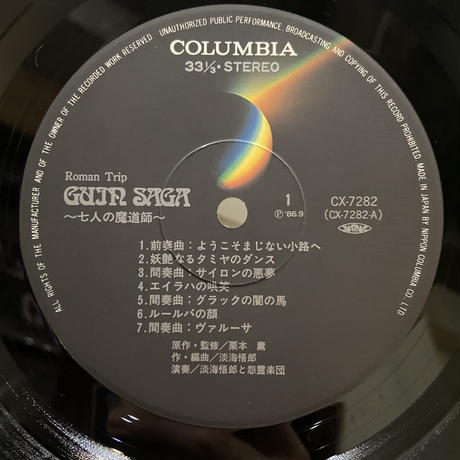 COLUMBIA
33⅓・STEREO
Roman Trip
GUIN SAGA
〜七人の魔道師〜
1
Ⓟ'86.9
CX-7282
(CX-7282-A)
1.前奏曲：ようこそまじない小路へ
2.妖艶なるタミヤのダンス
3.間奏曲：サイロンの悪夢
4.エイラハの哄笑
5.間奏曲：グラックの闇の馬
6.ルールバの顔
7.間奏曲：ヴァルーサ
原作・監修／栗本 薫
作・編曲／淡海悟郎
演奏／淡海悟郎と怨霊楽団
ALL RIGHTS OF THE MANUFACTURER AND OF THE OWNER OF THE RECORDED WORK RESERVED. UNAUTHORIZED PUBLIC PERFORMANCE, BROADCASTING AND COPYING OF THIS RECORD PROHIBITED. MADE IN JAPAN BY NIPPON COLUMBIA CO., LTD.